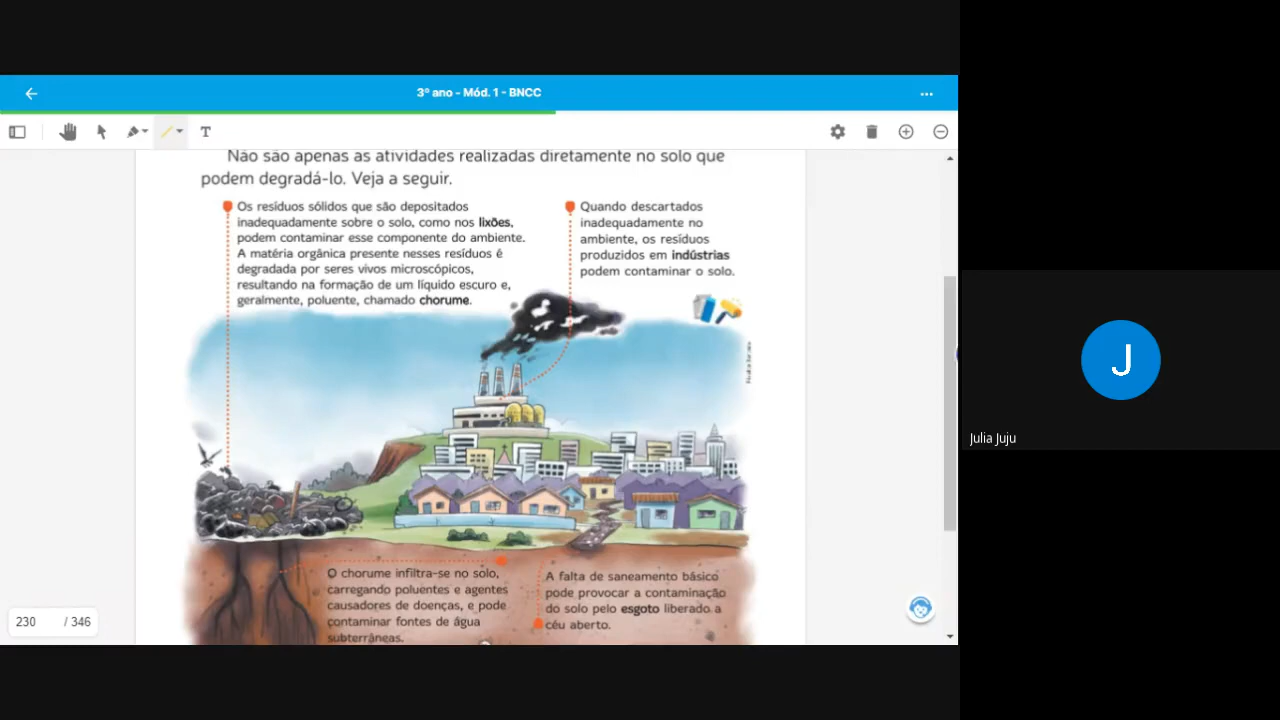 3º ano - Mód. 1 - BNCC
T
Não são apenas as atividades realizadas diretamente no solo que
podem degradá-lo. Veja a seguir.
Os resíduos sólidos que são depositados
inadequadamente sobre o solo, como nos lixões,
podem contaminar esse componente do ambiente.
A matéria orgânica presente nesses resíduos é
degradada por seres vivos microscópicos,
resultando na formação de um líquido escuro e,
geralmente, poluente, chamado chorume.
Quando descartados
inadequadamente no
ambiente, os resíduos
produzidos em indústrias
podem contaminar o solo.
O chorume infiltra-se no solo,
carregando poluentes e agentes
causadores de doenças, e pode
contaminar fontes de água
subterrâneas.
A falta de saneamento básico
pode provocar a contaminação
do solo pelo esgoto liberado a
céu aberto.
230 / 346
J
Julia Juju